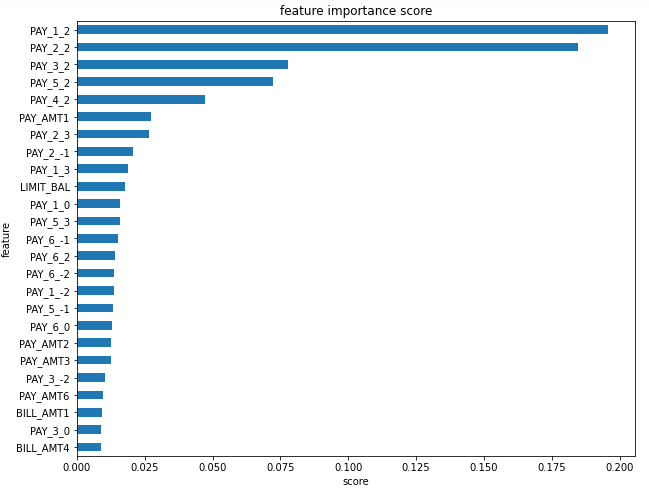 feature importance score
PAY_1_2
PAY_2_2
PAY_3_2
PAY_5_2
PAY_4_2
PAY_AMT1
PAY_2_3
PAY_2_-1
PAY_1_3
LIMIT_BAL
PAY_1_0
PAY_5_3
PAY_6_-1
PAY_6_2
PAY_6_-2
PAY_1_-2
PAY_5_-1
PAY_6_0
PAY_AMT2
PAY_AMT3
PAY_3_-2
PAY_AMT6
BILL_AMT1
PAY_3_0
BILL_AMT4
feature
0.000 0.025 0.050 0.075 0.100 0.125 0.150 0.175 0.200
score